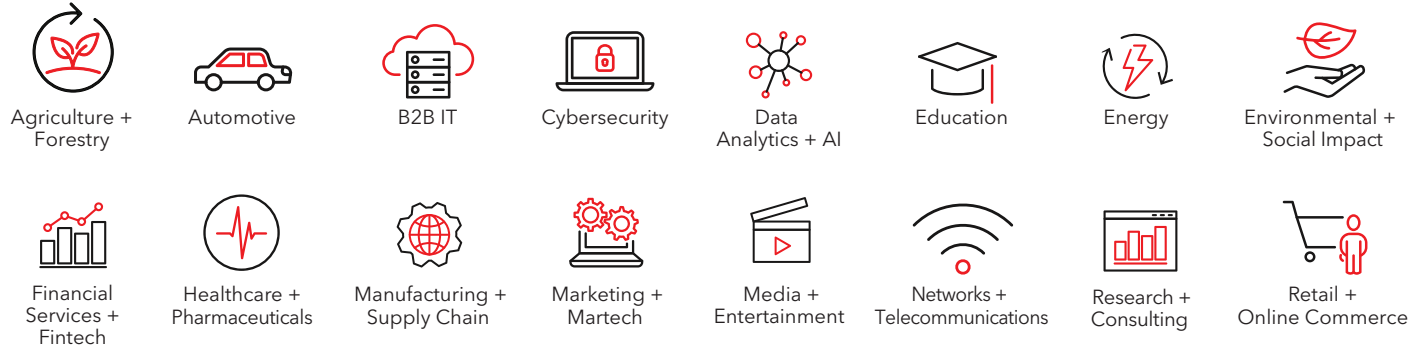 Agriculture +
Forestry
Automotive
B2B IT
Cybersecurity
Data
Analytics + AI
Education
Energy
Environmental +
Social Impact
Financial
Services +
Fintech
Healthcare +
Pharmaceuticals
Manufacturing +
Supply Chain
Marketing +
Martech
Media +
Entertainment
Networks +
Telecommunications
Research +
Consulting
Retail +
Online Commerce